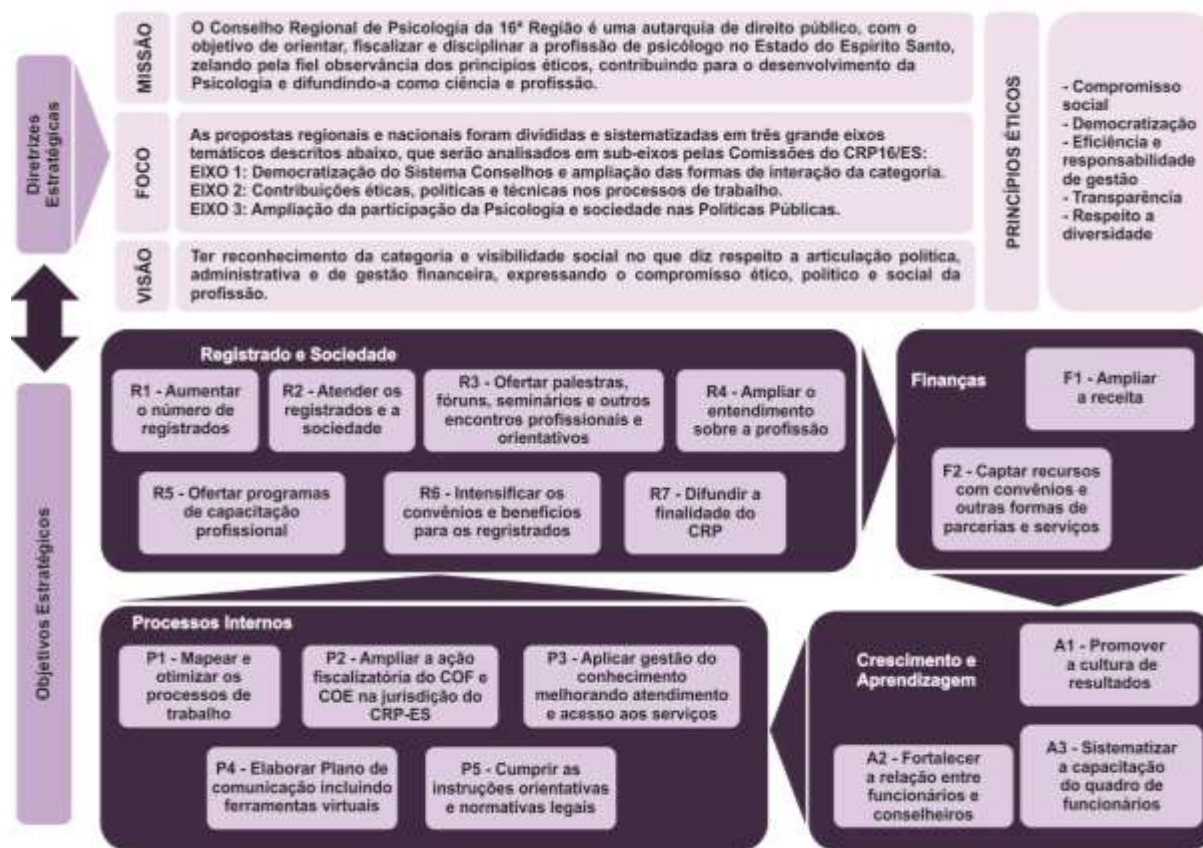 Diretrizes
Estratégicas
MISSÃO
O Conselho Regional de Psicologia da 16ª Região é uma autarquia de direito público, com o
objetivo de orientar, fiscalizar e disciplinar a profissão de psicólogo no Estado do Espírito Santo,
zelando pela fiel observância dos princípios éticos, contribuindo para o desenvolvimento da
Psicologia e difundindo-a como ciência e profissão.
FOCO
As propostas regionais e nacionais foram divididas e sistematizadas em três grande eixos
temáticos descritos abaixo, que serão analisados em sub-eixos pelas Comissões do CRP16/ES:
EIXO 1: Democratização do Sistema Conselhos e ampliação das formas de interação da categoria.
EIXO 2: Contribuições éticas, políticas e técnicas nos processos de trabalho.
EIXO 3: Ampliação da participação da Psicologia e sociedade nas Políticas Públicas.
VISÃO
Ter reconhecimento da categoria e visibilidade social no que diz respeito a articulação política,
administrativa e de gestão financeira, expressando o compromisso ético, político e social da
profissão.
PRINCÍPIOS ÉTICOS
- Compromisso
social
- Democratização
- Eficiência e
responsabilidade
de gestão
- Transparência
- Respeito a
diversidade
Objetivos Estratégicos
Registrado e Sociedade
R1 - Aumentar
o número de
registrados
R2 - Atender os
registrados e a
sociedade
R3 - Ofertar palestras,
fóruns, seminários e outros
encontros profissionais e
orientativos
R4 - Ampliar o
entendimento
sobre a profissão
R5 - Ofertar programas
de capacitação
profissional
R6 - Intensificar os
convênios e benefícios
para os regristrados
R7 - Difundir a
finalidade do
CRP
Finanças
F1 - Ampliar
a receita
F2 - Captar recursos
com convênios e
outras formas de
parcerias e serviços
Processos Internos
P1 - Mapear e
otimizar os
processos de
trabalho
P2 - Ampliar a ação
fiscalizatória do COF e
COE na jurisdição do
CRP-ES
P3 - Aplicar gestão do
conhecimento
melhorando atendimento
e acesso aos serviços
P4 - Elaborar Plano de
comunicação incluindo
ferramentas virtuais
P5 - Cumprir as
instruções orientativas
e normativas legais
Crescimento e
Aprendizagem
A1 - Promover
a cultura de
resultados
A2 - Fortalecer
a relação entre
funcionários e
conselheiros
A3 - Sistematizar
a capacitação
do quadro de
funcionários